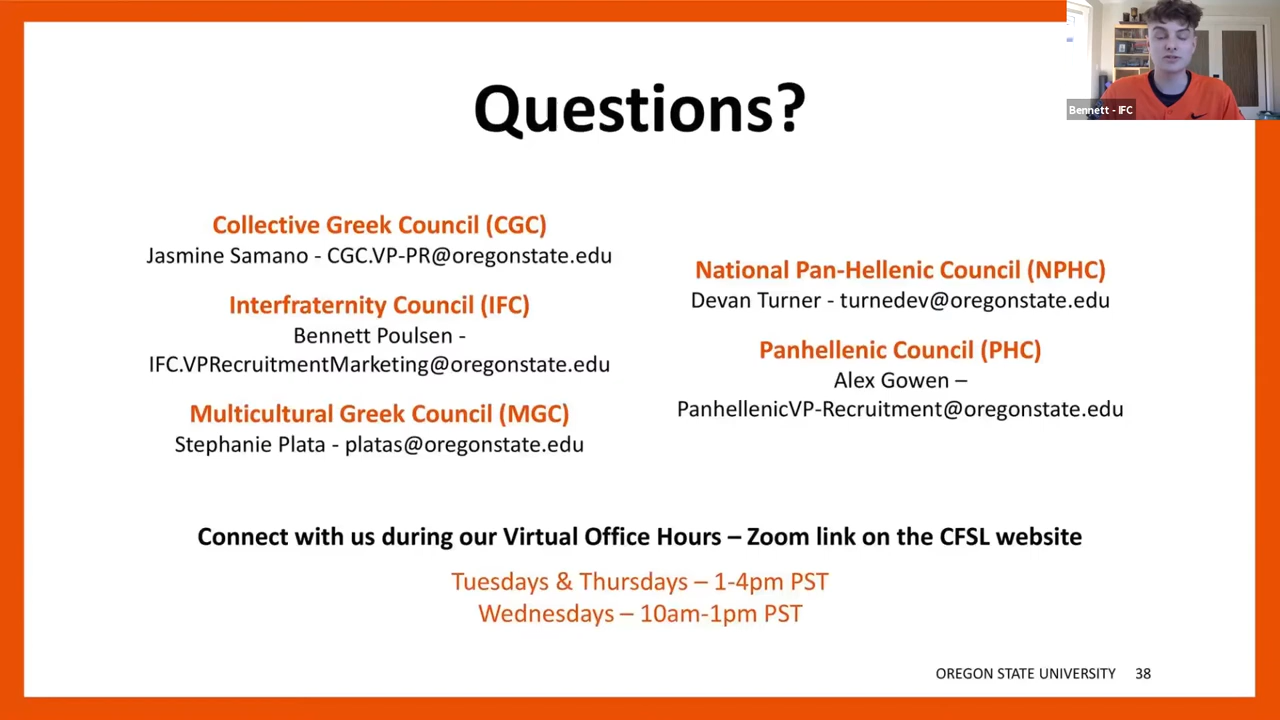 Questions?
Bennett - IFC
Collective Greek Council (CGC)
Jasmine Samano - CGC.VP-PR@oregonstate.edu
Interfraternity Council (IFC)
Bennett Poulsen -
IFC.VPRecruitmentMarketing@oregonstate.edu
Multicultural Greek Council (MGC)
Stephanie Plata - platas@oregonstate.edu
National Pan-Hellenic Council (NPHC)
Devan Turner - turnedev@oregonstate.edu
Panhellenic Council (PHC)
Alex Gowen –
PanhellenicVP-Recruitment@oregonstate.edu
Connect with us during our Virtual Office Hours – Zoom link on the CFSL website
Tuesdays & Thursdays – 1-4pm PST
Wednesdays – 10am-1pm PST
OREGON STATE UNIVERSITY 38